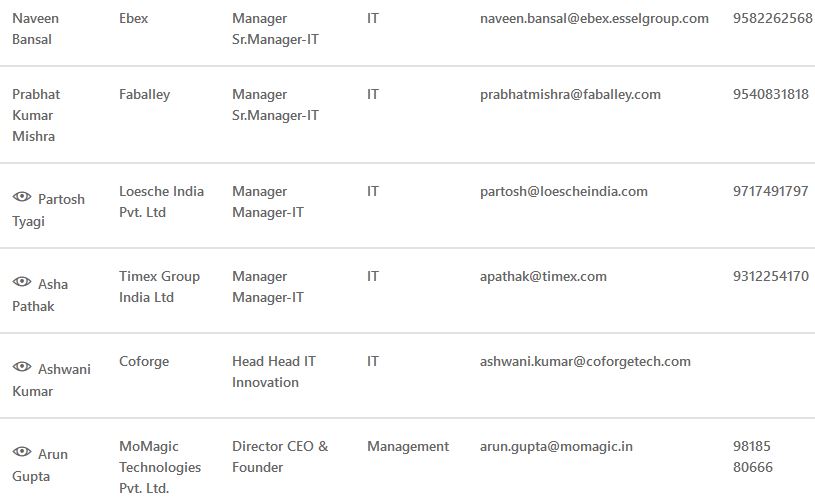 Naveen Bansal Ebex Manager Sr.Manager-IT IT naveen.bansal@ebex.esselgroup.com 9582262568
Prabhat Kumar Mishra Faballey Manager Sr.Manager-IT IT prabhatmishra@faballey.com 9540831818
Partosh Tyagi Loesche India Pvt. Ltd Manager Manager-IT IT partosh@loescheindia.com 9717491797
Asha Pathak Timex Group India Ltd Manager Manager-IT IT apathak@timex.com 9312254170
Ashwani Kumar Coforge Head Head IT Innovation IT ashwani.kumar@coforgetech.com
Arun Gupta MoMagic Technologies Pvt. Ltd. Director CEO & Founder Management arun.gupta@momagic.in 98185 80666